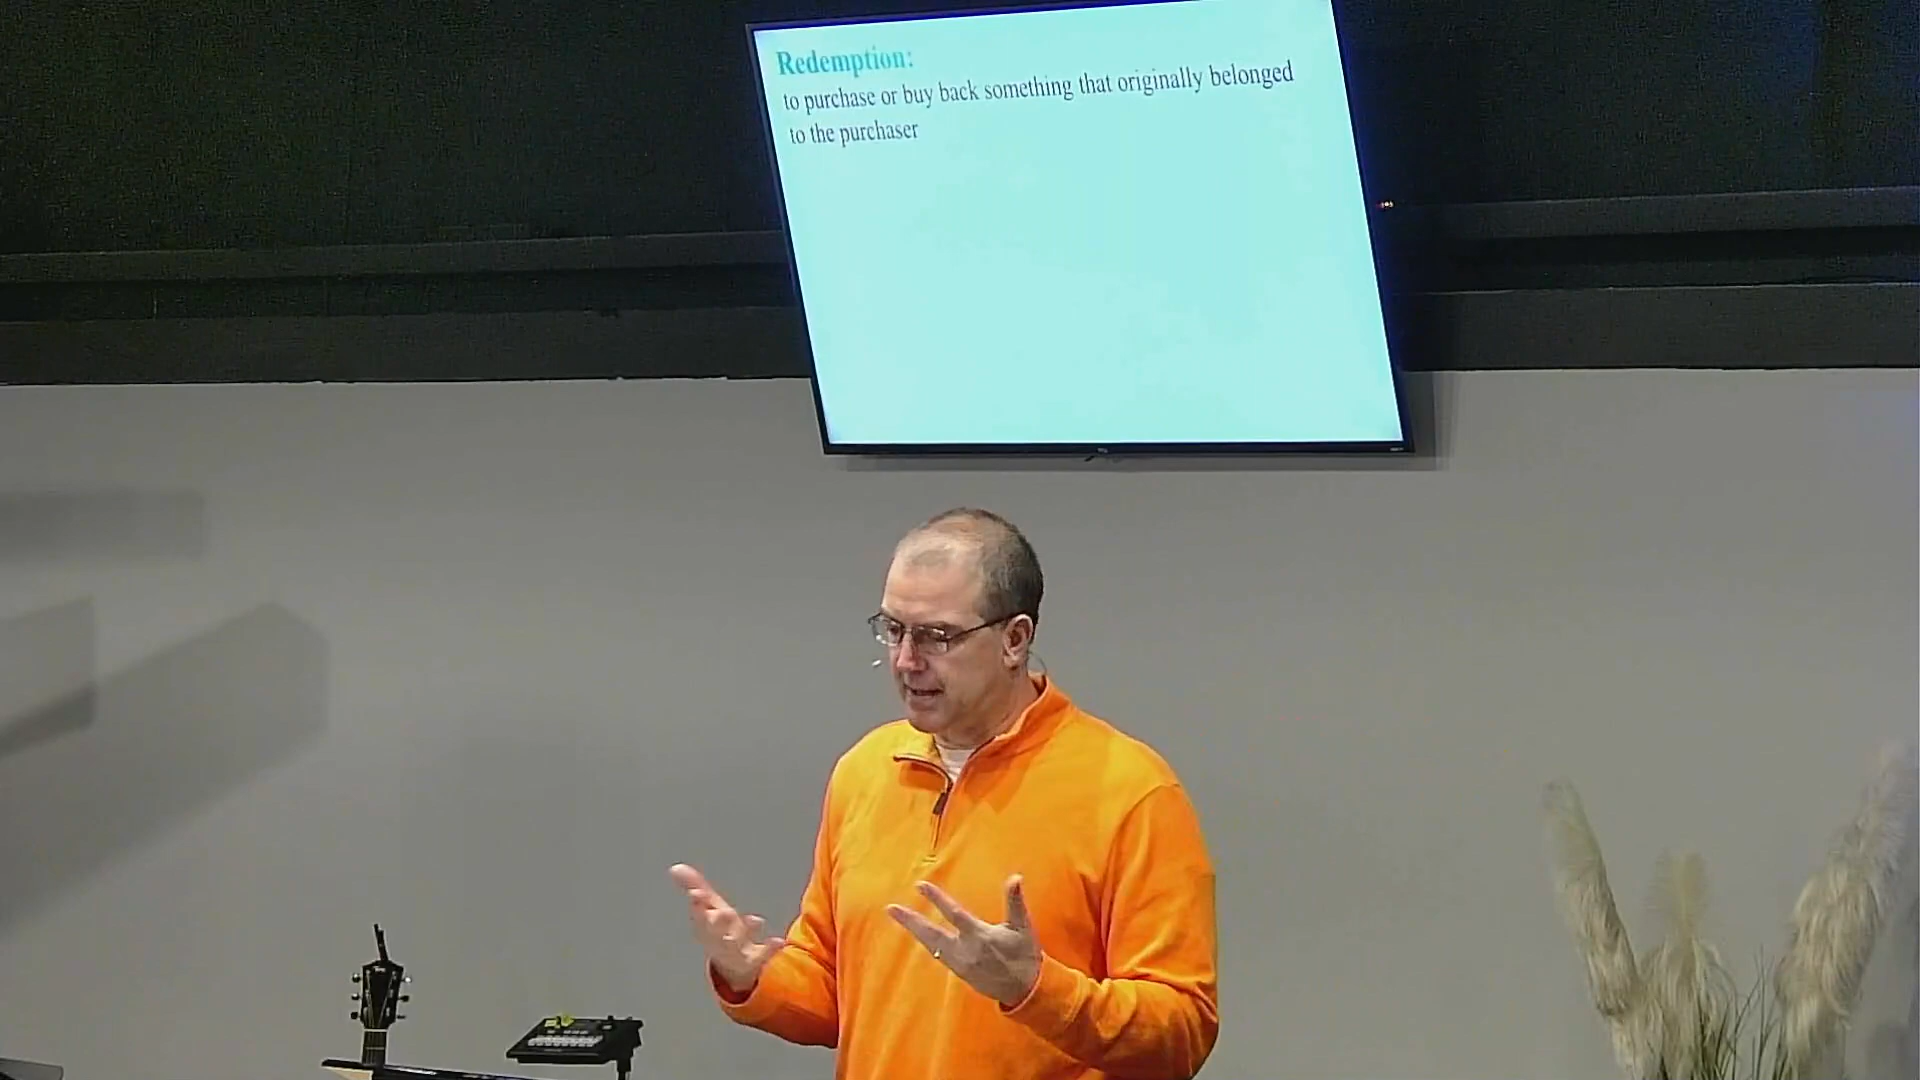 Redemption:
to purchase or buy back something that originally belonged
to the purchaser